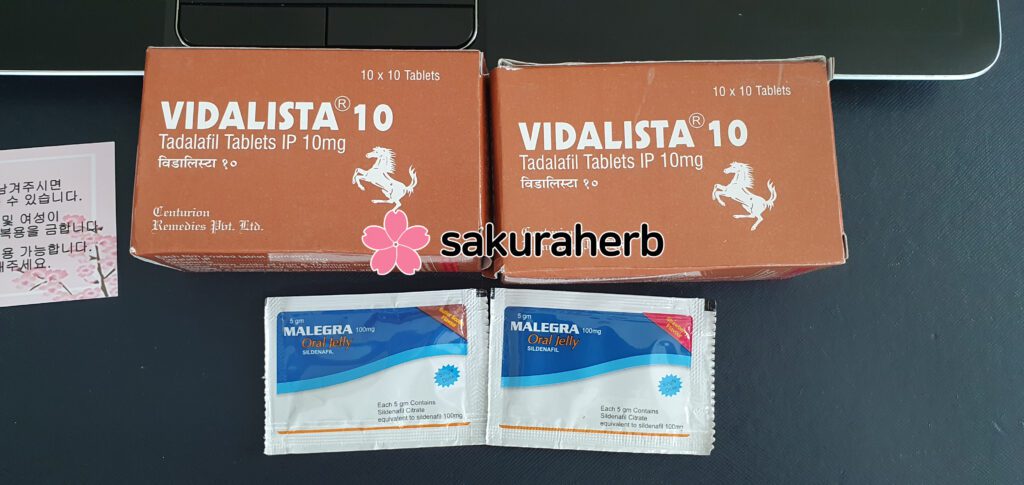 10 x 10 Tablets
VIDALISTA® 10
Tadalafil Tablets IP 10mg
विडालिस्टा १०
Centurion
Remedies Pvt. Ltd.
10 x 10 Tablets
VIDALISTA® 10
Tadalafil Tablets IP 10mg
विडालिस्टा १०
sakuraherb
남겨주시면
수 있습니다.
및 여성이
복용을 금합니다.
가능합니다.
해주세요.
5 gm
MALEGRA 100mg
Oral Jelly
SILDENAFIL
Each 5 gm Contains
Sildenafil Citrate
equivalent to sildenafil 100mg
5 gm
MALEGRA 100mg
Oral Jelly
SILDENAFIL
Flavour
Each 5 gm Contains
Sildenafil Citrate
equivalent to sildenafil 100mg